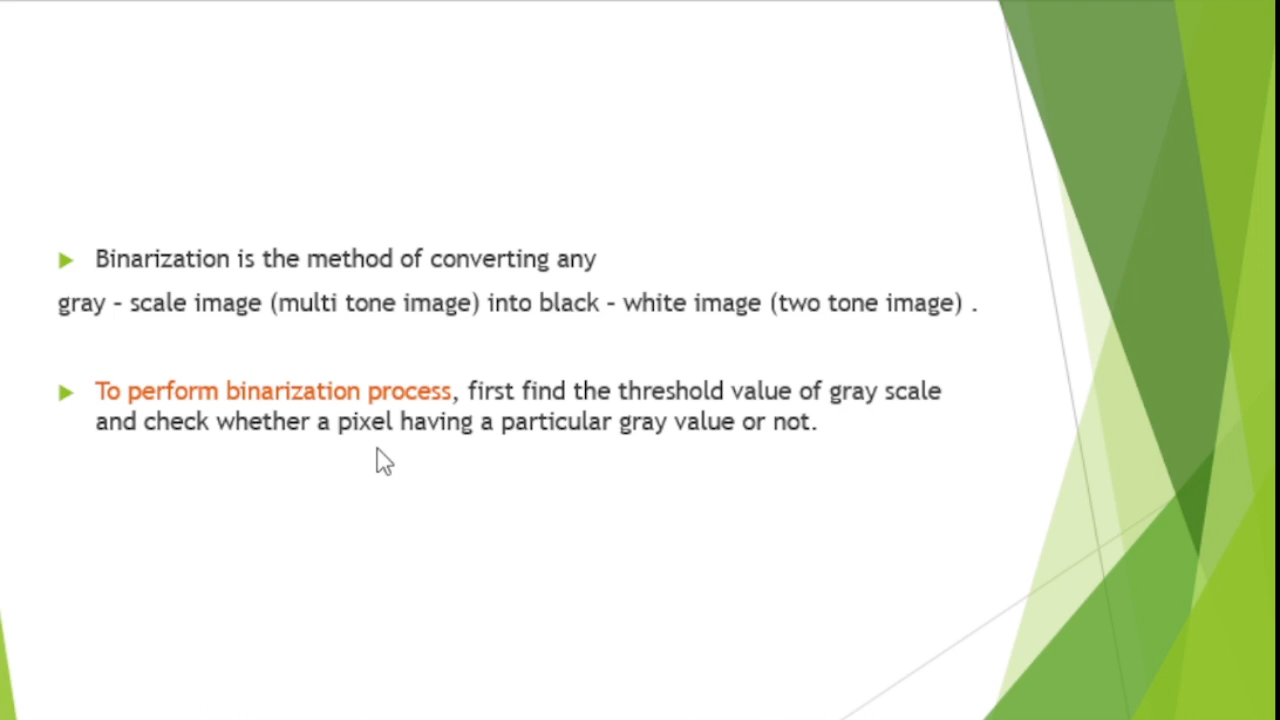 Binarization is the method of converting any
gray – scale image (multi tone image) into black – white image (two tone image) .
To perform binarization process, first find the threshold value of gray scale
and check whether a pixel having a particular gray value or not.